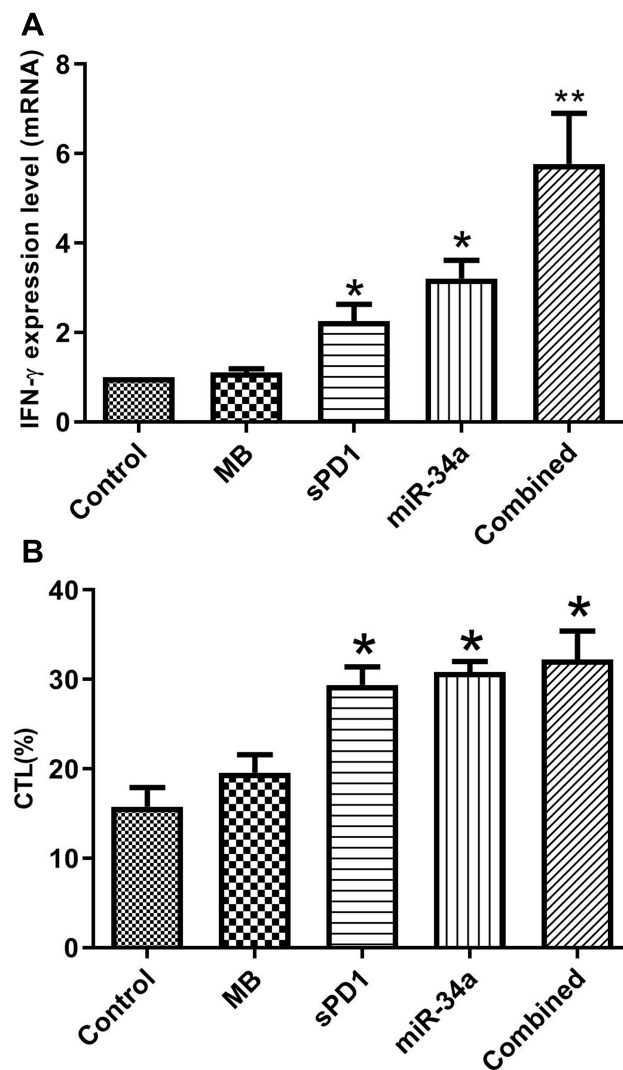 A
IFN-γ expression level (mRNA)
8
6
4
2
0
*
*
**
Control
MB
sPD1
miR-34a
Combined
B
CTL(%)
40
30
20
10
0
*
*
*
Control
MB
sPD1
miR-34a
Combined